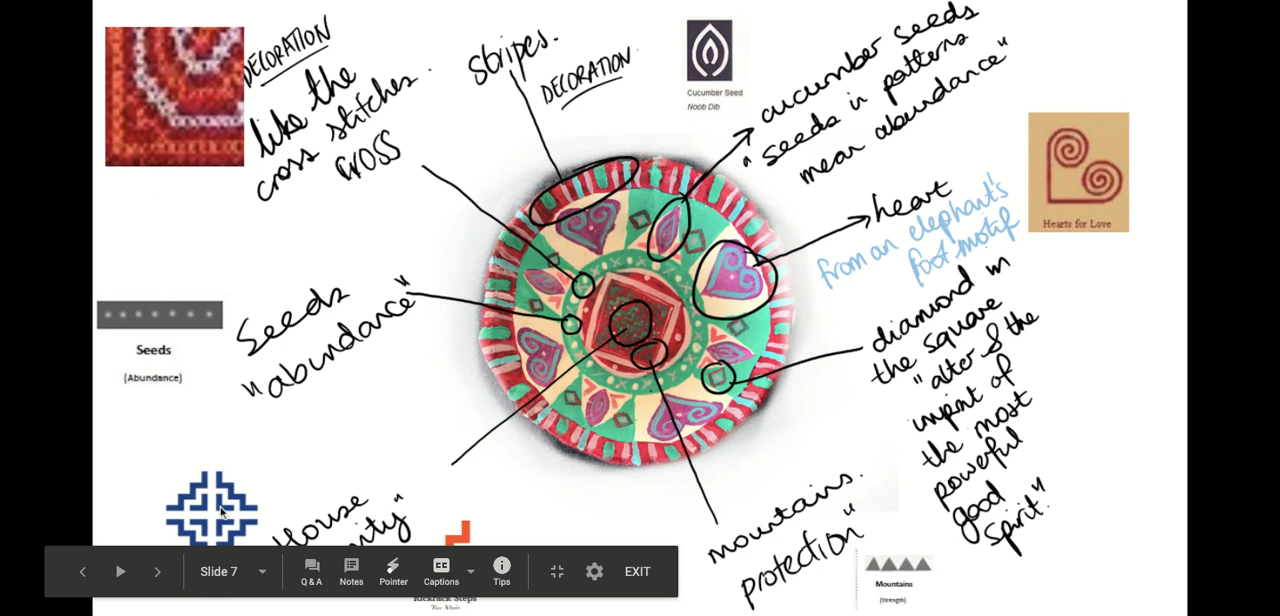 DECORATION
like the
cross stitches.
cross
stripes.
DECORATION
Cucumber Seed
Noob Dib
cucumber seeds
"seeds in patterns
mean abundance"
heart
from an elephant's
foot motif
Hearts for Love
diamond in
the square
"alter & the
imprint of
the most
powerful
good
spirit."
Seeds
(Abundance)
Seeds
"abundance"
House
mountains.
protection"
Mountains
(Strength)
Slide 7
Q & A
Notes
Pointer
Captions
Tips
EXIT
Rickrack Steps